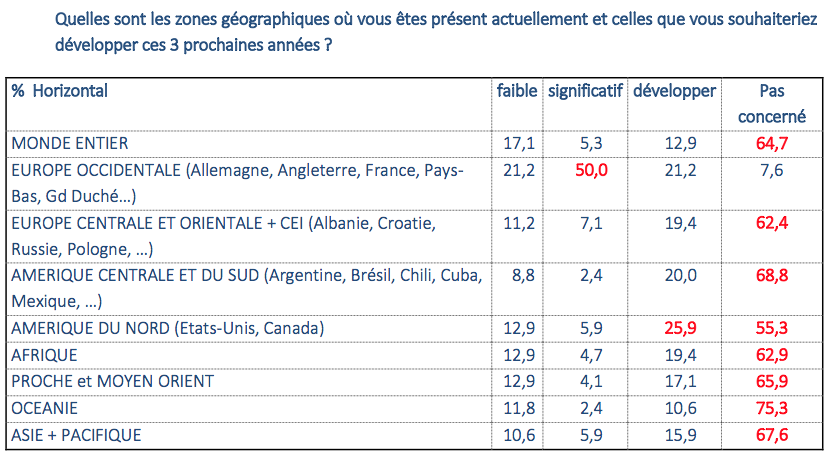 Quelles sont les zones géographiques où vous êtes présent actuellement et celles que vous souhaiteriez
développer ces 3 prochaines années ?
% Horizontal faible significatif développer Pas
concerné
MONDE ENTIER 17,1 5,3 12,9 64,7
EUROPE OCCIDENTALE (Allemagne, Angleterre, France, Pays- 21,2 50,0 21,2 7,6
Bas, Gd Duché...)
EUROPE CENTRALE ET ORIENTALE + CEI (Albanie, Croatie, 11,2 7,1 19,4 62,4
Russie, Pologne, ...)
AMERIQUE CENTRALE ET DU SUD (Argentine, Brésil, Chili, Cuba, 8,8 2,4 20,0 68,8
Mexique, ...)
AMERIQUE DU NORD (Etats-Unis, Canada) 12,9 5,9 25,9 55,3
AFRIQUE 12,9 4,7 19,4 62,9
PROCHE et MOYEN ORIENT 12,9 4,1 17,1 65,9
OCEANIE 11,8 2,4 10,6 75,3
ASIE + PACIFIQUE 10,6 5,9 15,9 67,6